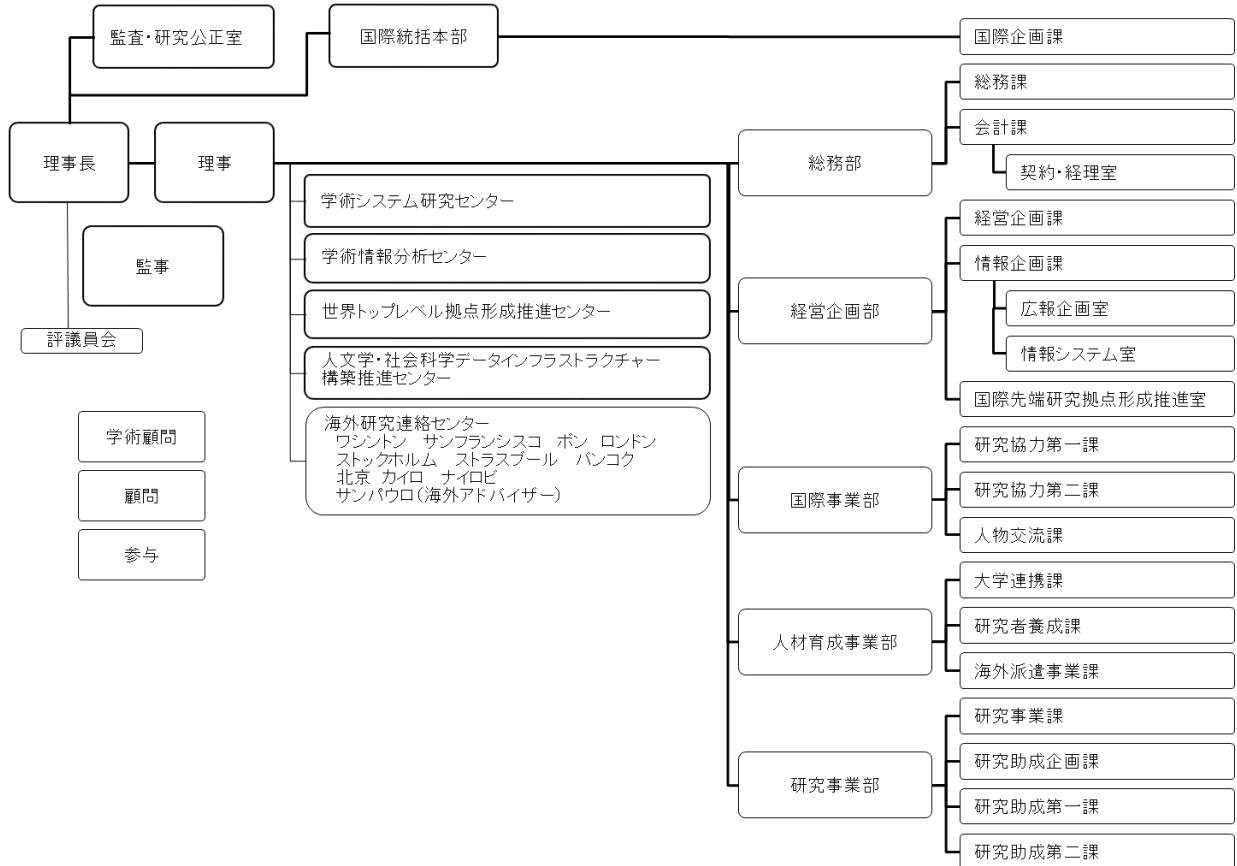 監査・研究公正室
国際統括本部
国際企画課
総務課
会計課
契約・経理室
理事長
理事
総務部
監事
評議員会
学術顧問
顧問
参与
学術システム研究センター
学術情報分析センター
世界トップレベル拠点形成推進センター
人文学・社会科学データインフラストラクチャー
構築推進センター
海外研究連絡センター
ワシントン サンフランシスコ ボン ロンドン
ストックホルム ストラスブール バンコク
北京 カイロ ナイロビ
サンパウロ(海外アドバイザー)
経営企画部
経営企画課
情報企画課
広報企画室
情報システム室
国際先端研究拠点形成推進室
国際事業部
研究協力第一課
研究協力第二課
人物交流課
人材育成事業部
大学連携課
研究者養成課
海外派遣事業課
研究事業部
研究事業課
研究助成企画課
研究助成第一課
研究助成第二課